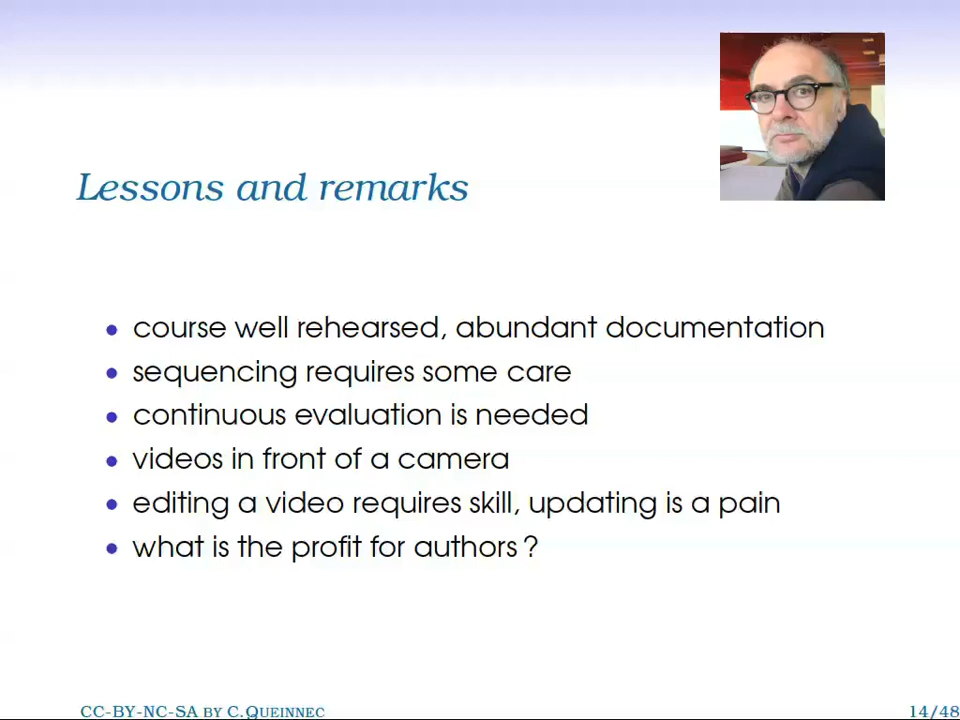 Lessons and remarks
• course well rehearsed, abundant documentation
• sequencing requires some care
• continuous evaluation is needed
• videos in front of a camera
• editing a video requires skill, updating is a pain
• what is the profit for authors ?
CC-BY-NC-SA BY C.QUEINNEC 14/48